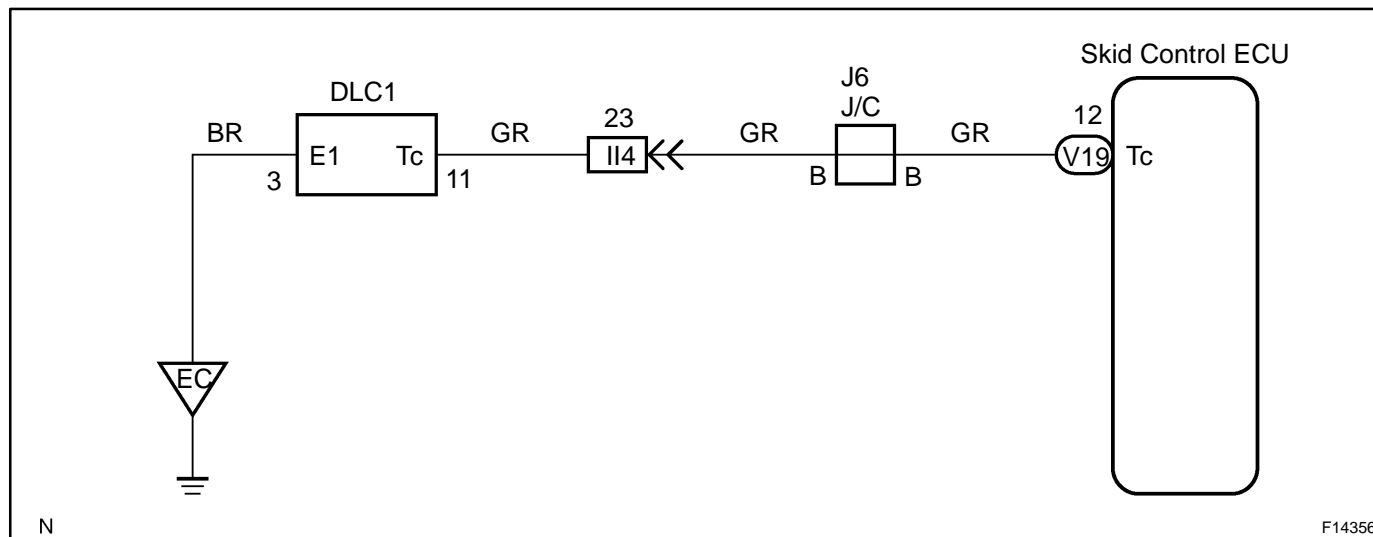 Skid Control ECU
DLC1
J6
J/C
BR
GR
23
GR
GR
12
E1
Tc
II4
V19
Tc
3
11
B
B
EC
N
F14356